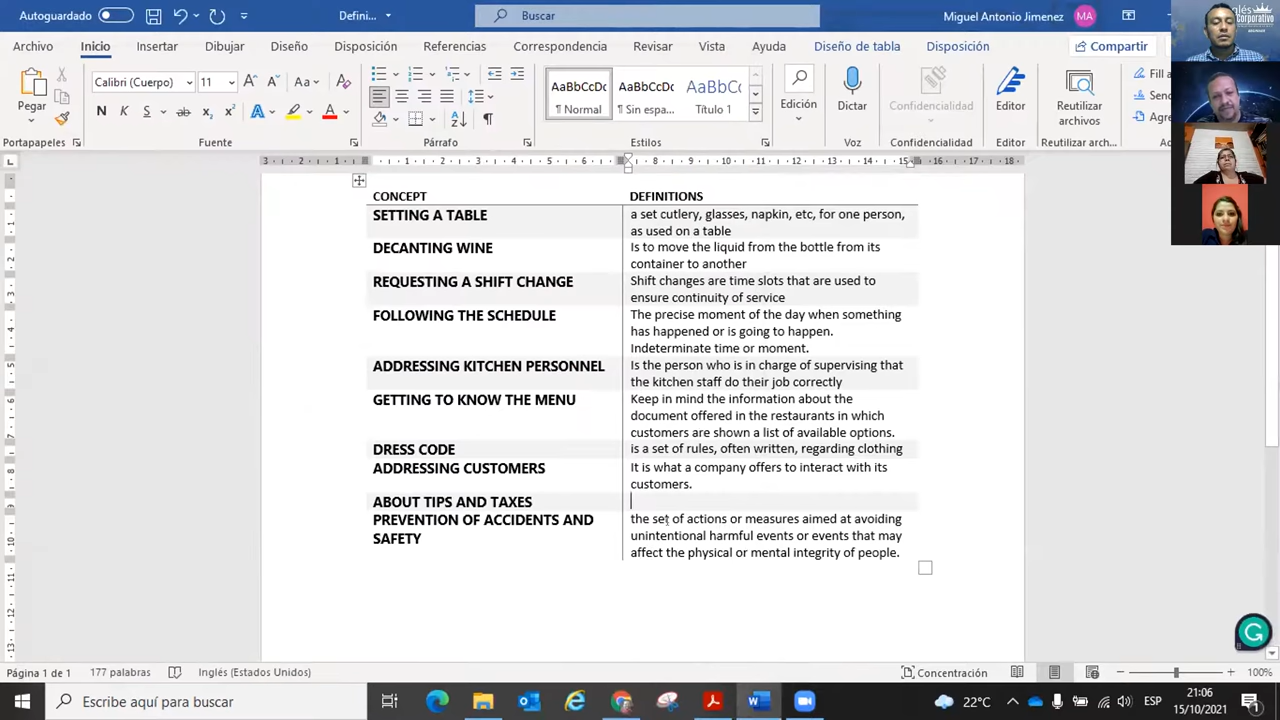 Autoguardado
Defini...
Buscar
Miguel Antonio Jimenez
MA
Inglés
Corporativo
Archivo
Inicio
Insertar
Dibujar
Diseño
Disposición
Referencias
Correspondencia
Revisar
Vista
Ayuda
Diseño de tabla
Disposición
Compartir
Pegar
Calibri (Cuerpo)
11
AaBbCcDc
AaBbCcDc
AaBbCc
¶ Normal
¶ Sin espa...
Título 1
Edición
Dictar
Confidencialidad
Editor
Reutilizar
archivos
Fill a
Portapapeles
Fuente
Párrafo
Estilos
Voz
Confidencialidad
Editor
Reutilizar arch...
CONCEPT
DEFINITIONS
SETTING A TABLE
a set cutlery, glasses, napkin, etc, for one person,
as used on a table
DECANTING WINE
Is to move the liquid from the bottle from its
container to another
REQUESTING A SHIFT CHANGE
Shift changes are time slots that are used to
ensure continuity of service
FOLLOWING THE SCHEDULE
The precise moment of the day when something
has happened or is going to happen.
Indeterminate time or moment.
ADDRESSING KITCHEN PERSONNEL
Is the person who is in charge of supervising that
the kitchen staff do their job correctly
GETTING TO KNOW THE MENU
Keep in mind the information about the
document offered in the restaurants in which
customers are shown a list of available options.
DRESS CODE
is a set of rules, often written, regarding clothing
ADDRESSING CUSTOMERS
It is what a company offers to interact with its
customers.
ABOUT TIPS AND TAXES
PREVENTION OF ACCIDENTS AND
SAFETY
the set of actions or measures aimed at avoiding
unintentional harmful events or events that may
affect the physical or mental integrity of people.
Página 1 de 1
177 palabras
Inglés (Estados Unidos)
Concentración
100%
Escribe aquí para buscar
22°C
ESP
21:06
15/10/2021